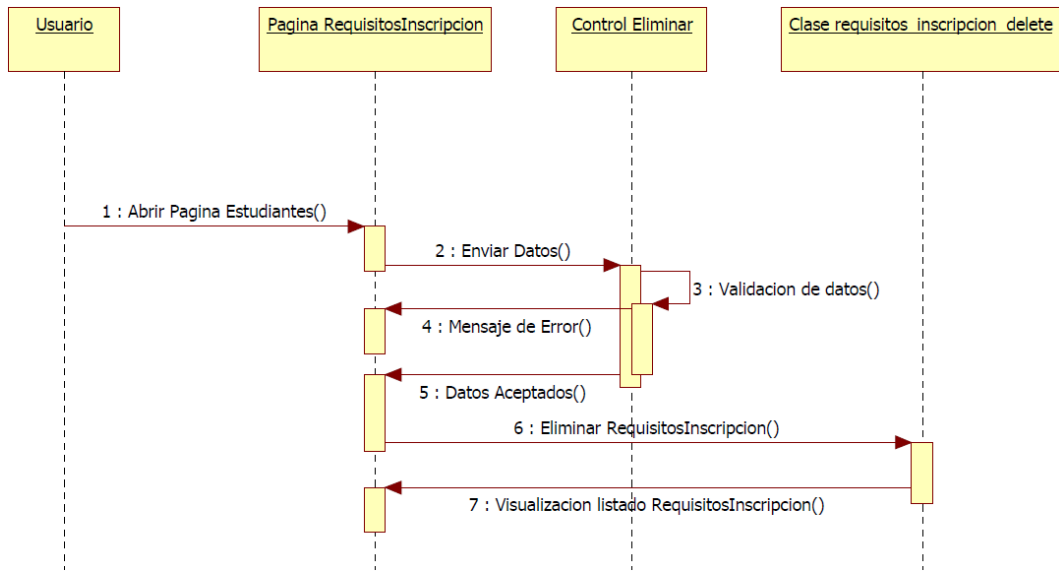 Usuario
Pagina RequisitosInscripcion
Control Eliminar
Clase requisitos_inscripcion_delete
1 : Abrir Pagina Estudiantes()
2 : Enviar Datos()
3 : Validacion de datos()
4 : Mensaje de Error()
5 : Datos Aceptados()
6 : Eliminar RequisitosInscripcion()
7 : Visualizacion listado RequisitosInscripcion()